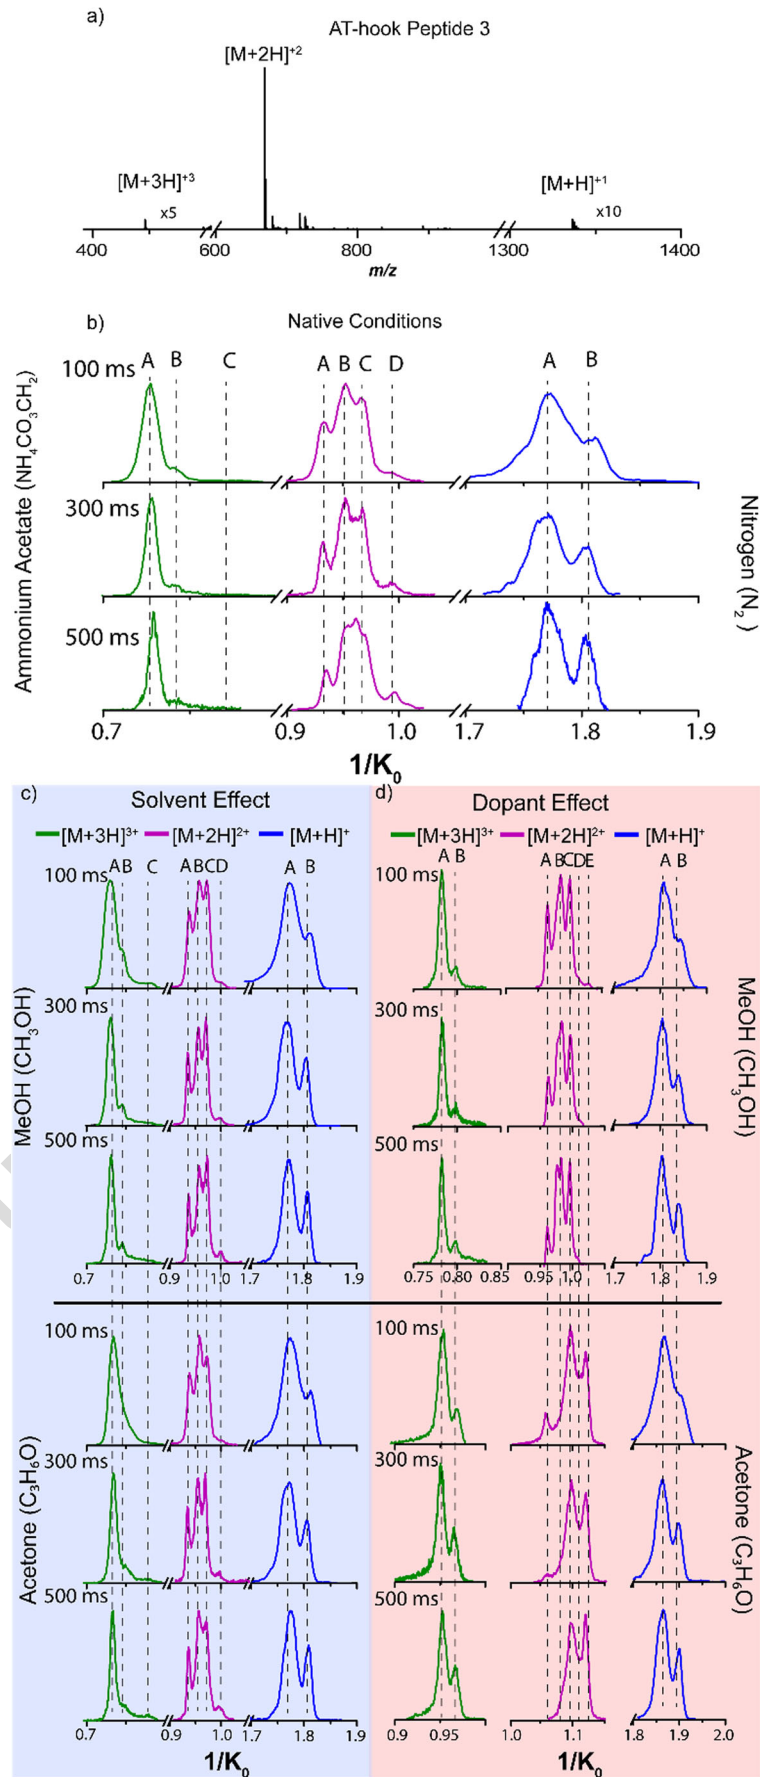 a)
AT-hook Peptide 3
[M+2H]⁺²
[M+3H]⁺³
x5
[M+H]⁺¹
x10
400 600 800 1300 1400
m/z
b) Native Conditions
A B C A B C D A B
100 ms
300 ms
500 ms
Ammonium Acetate (NH₄CO₃CH₂)
Nitrogen (N₂)
0.7 0.9 1.0 1.7 1.8 1.9
1/K₀
c) Solvent Effect
[M+3H]³⁺ [M+2H]²⁺ [M+H]⁺
A B C A B C D A B
100 ms
300 ms
500 ms
MeOH (CH₃OH)
0.7 0.9 1.0 1.7 1.8 1.9
100 ms
300 ms
500 ms
Acetone (C₃H₆O)
0.7 0.9 1.0 1.7 1.8 1.9
1/K₀
d) Dopant Effect
[M+3H]³⁺ [M+2H]²⁺ [M+H]⁺
A B A B C D E A B
100 ms
300 ms
500 ms
MeOH (CH₃OH)
0.75 0.80 0.85 0.95 1.0 1.7 1.8 1.9
100 ms
300 ms
500 ms
Acetone (C₃H₆O)
0.9 0.95 1.0 1.1 1.8 1.9 2.0
1/K₀